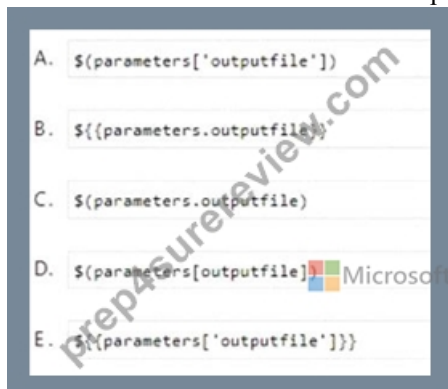 A. $(parameters['outputfile'])
B. ${{parameters.outputfile}}
C. $(parameters.outputfile)
D. $(parameters[outputfile])
Microsoft
E. ${{parameters['outputfile']}}
prep4surereview.com